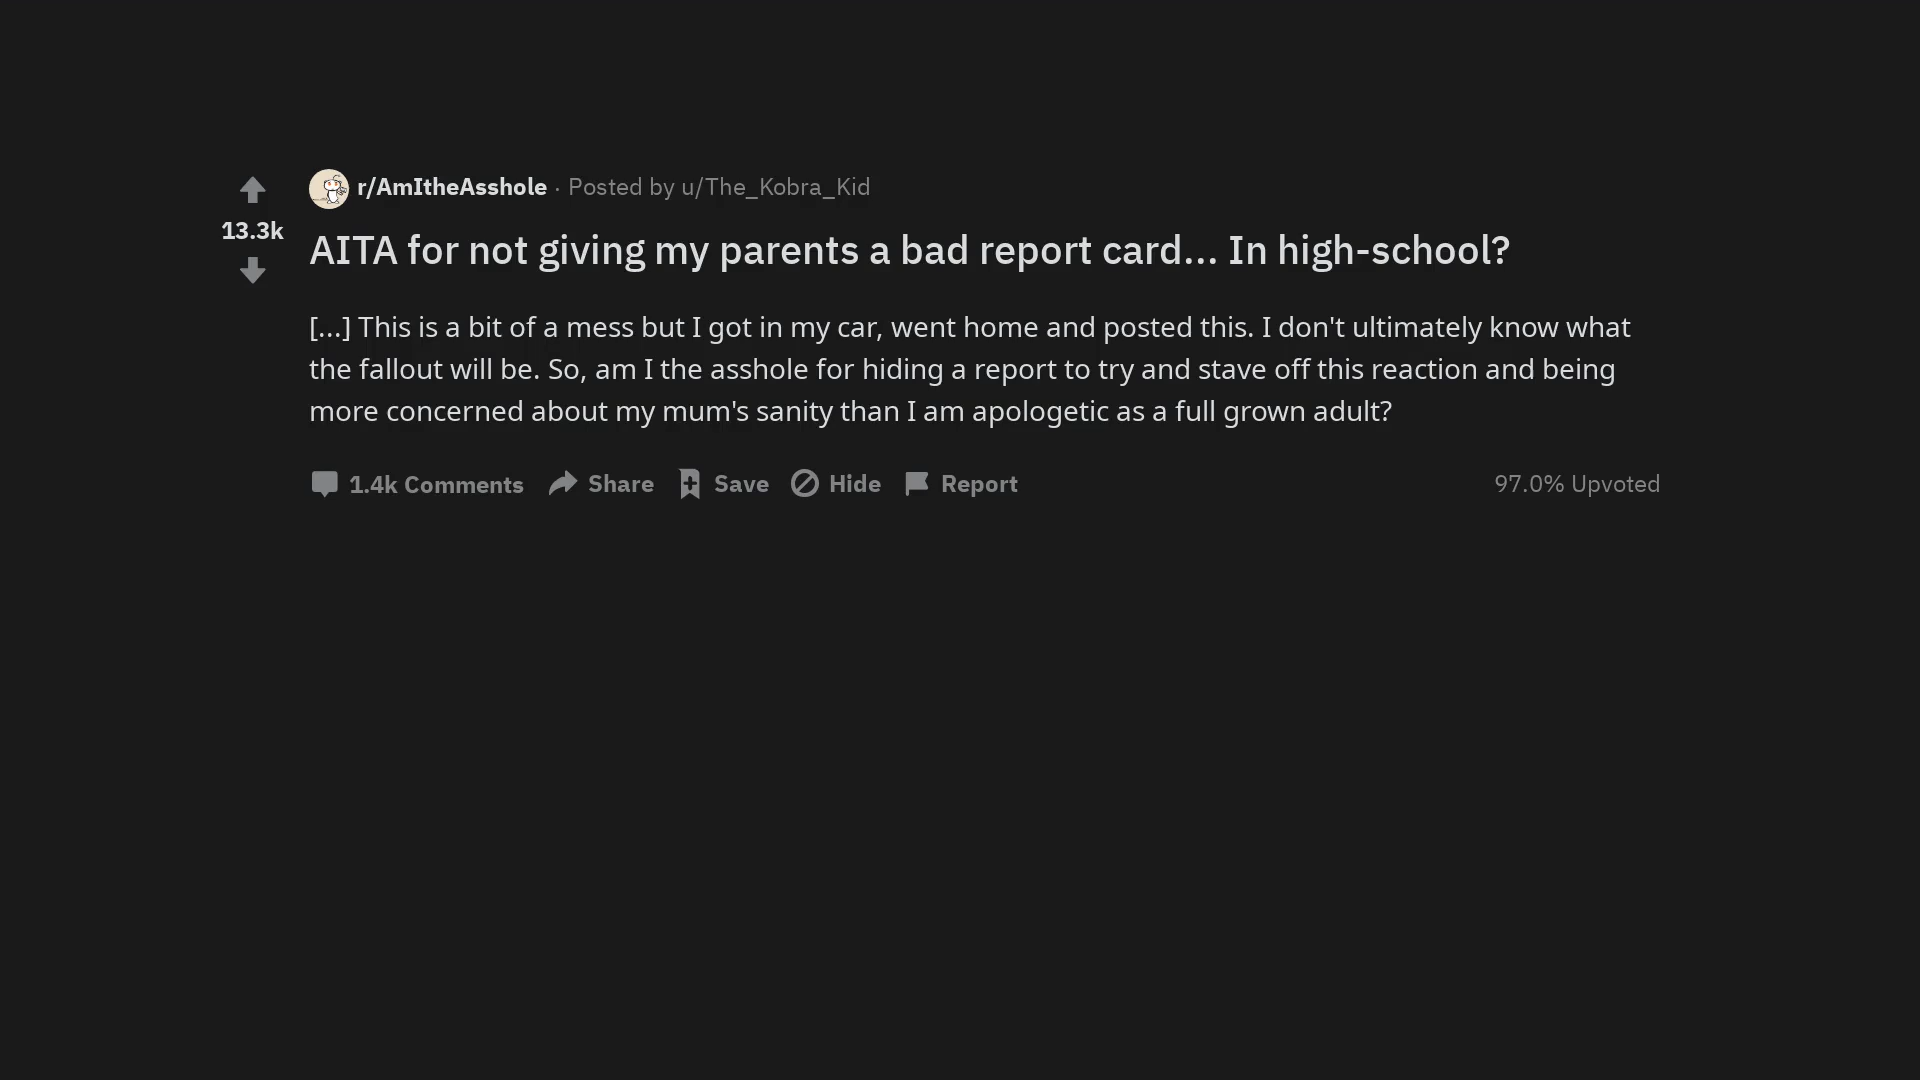 r/AmItheAsshole · Posted by u/The_Kobra_Kid
13.3k
AITA for not giving my parents a bad report card... In high-school?
[...] This is a bit of a mess but I got in my car, went home and posted this. I don't ultimately know what
the fallout will be. So, am I the asshole for hiding a report to try and stave off this reaction and being
more concerned about my mum's sanity than I am apologetic as a full grown adult?
1.4k Comments Share Save Hide Report 97.0% Upvoted